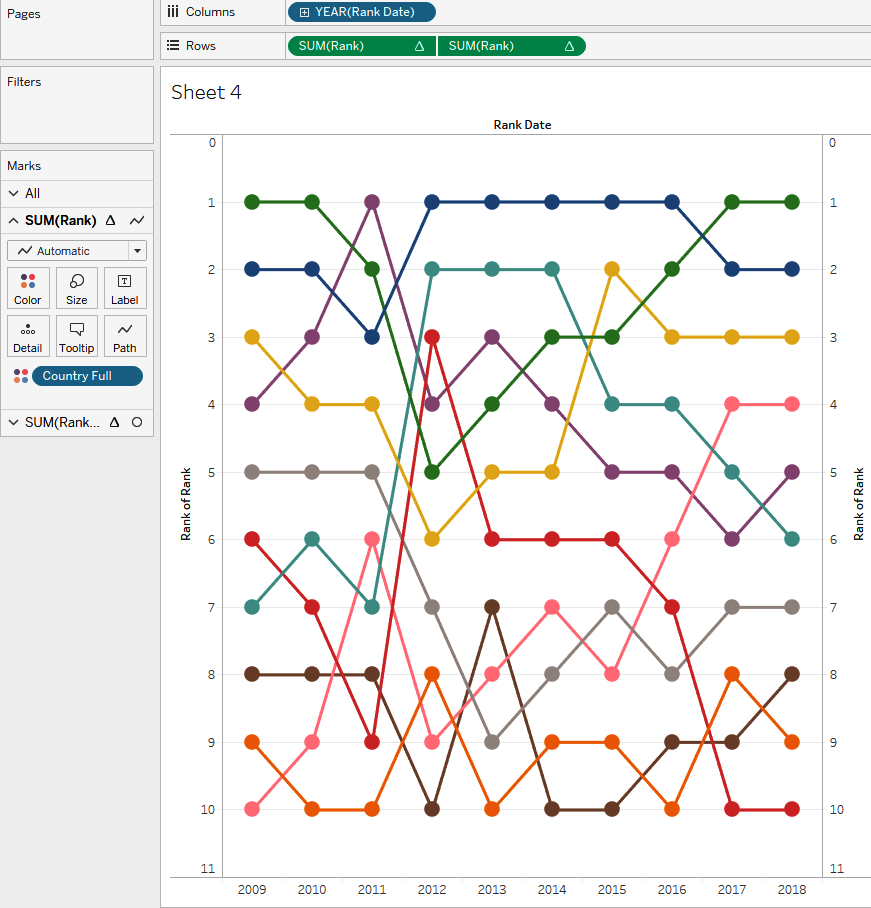 Pages
Columns
YEAR(Rank Date)
Rows
SUM(Rank)
SUM(Rank)
Filters
Marks
All
SUM(Rank)
Automatic
Color
Size
Label
Detail
Tooltip
Path
Country Full
SUM(Rank...
Sheet 4
Rank Date
0
1
2
3
4
5
6
7
8
9
10
11
Rank of Rank
0
1
2
3
4
5
6
7
8
9
10
11
Rank of Rank
2009 2010 2011 2012 2013 2014 2015 2016 2017 2018